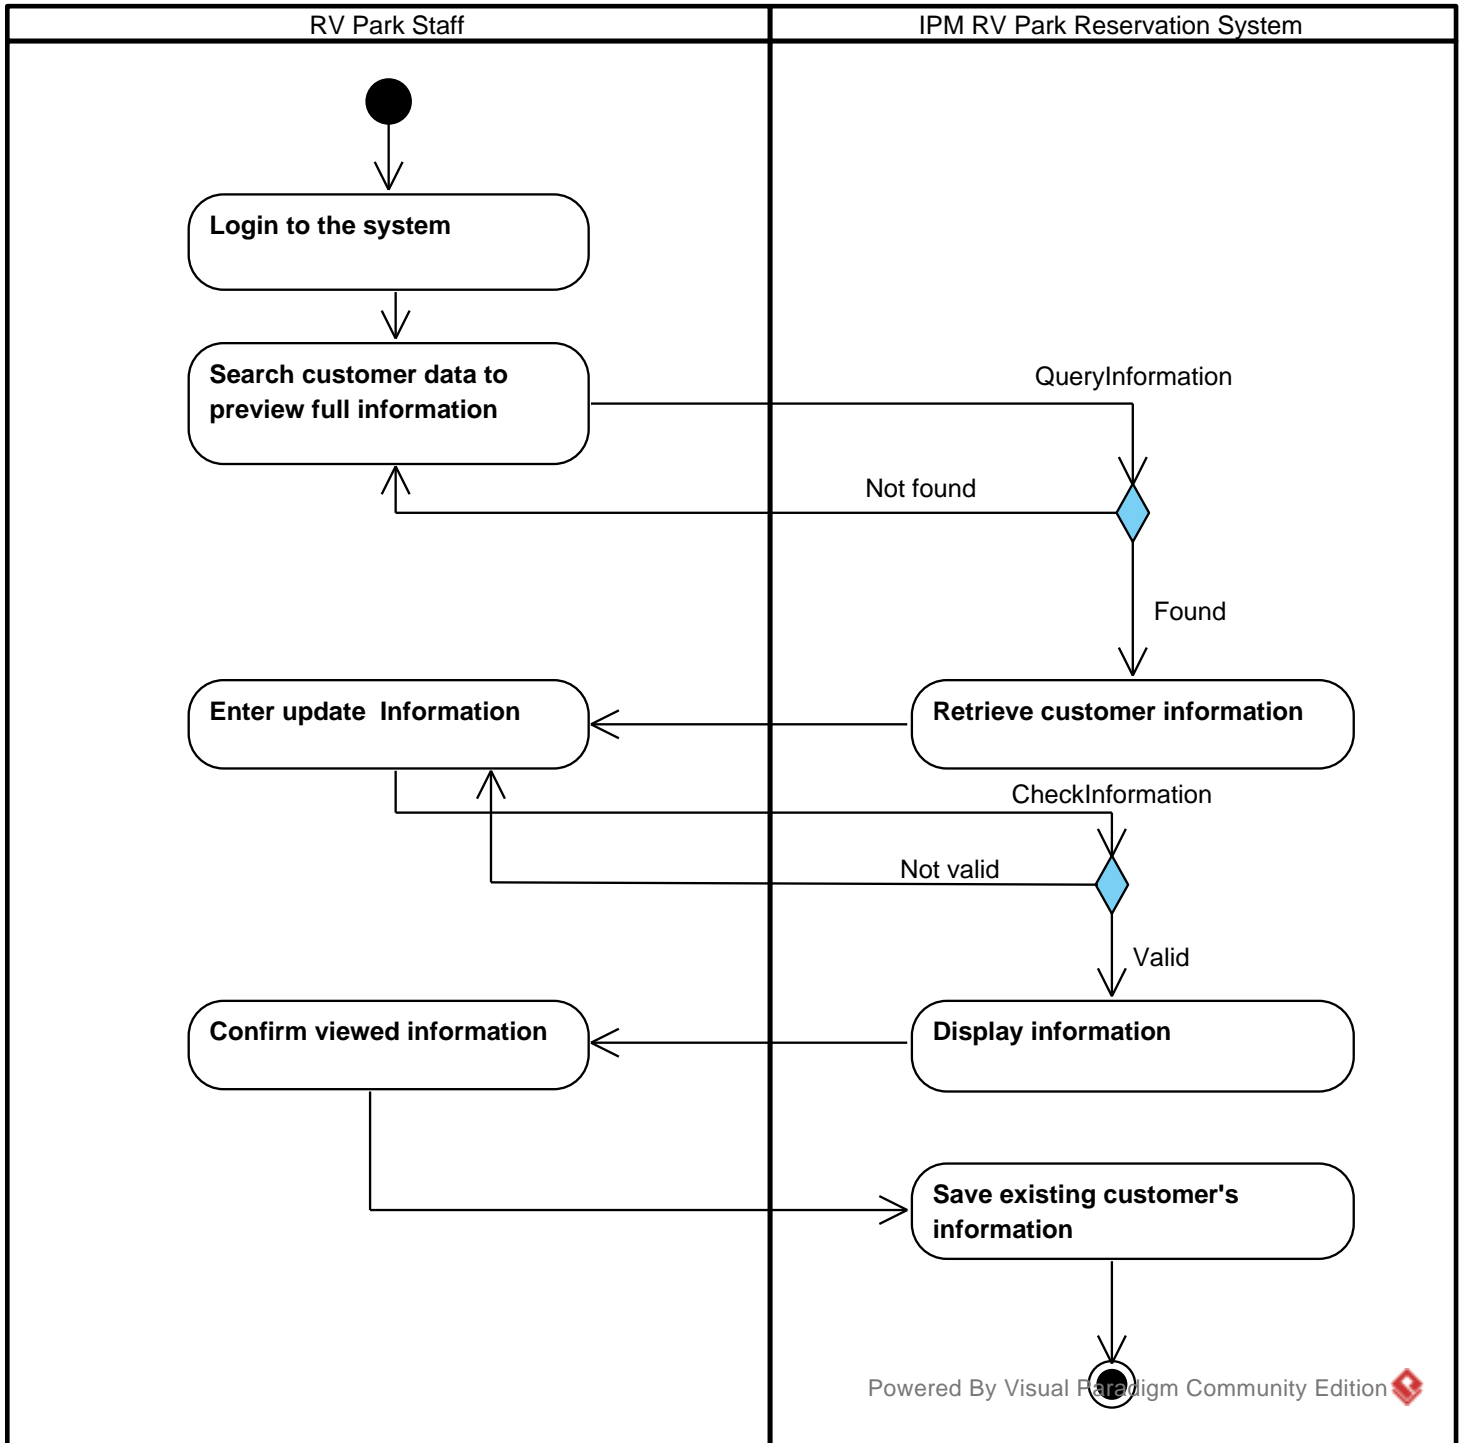 RV Park Staff
IPM RV Park Reservation System
Login to the system
Search customer data to
preview full information
QueryInformation
Not found
Found
Enter update  Information
Retrieve customer information
CheckInformation
Not valid
Valid
Confirm viewed information
Display information
Save existing customer's
information
Powered By Visual Paradigm Community Edition